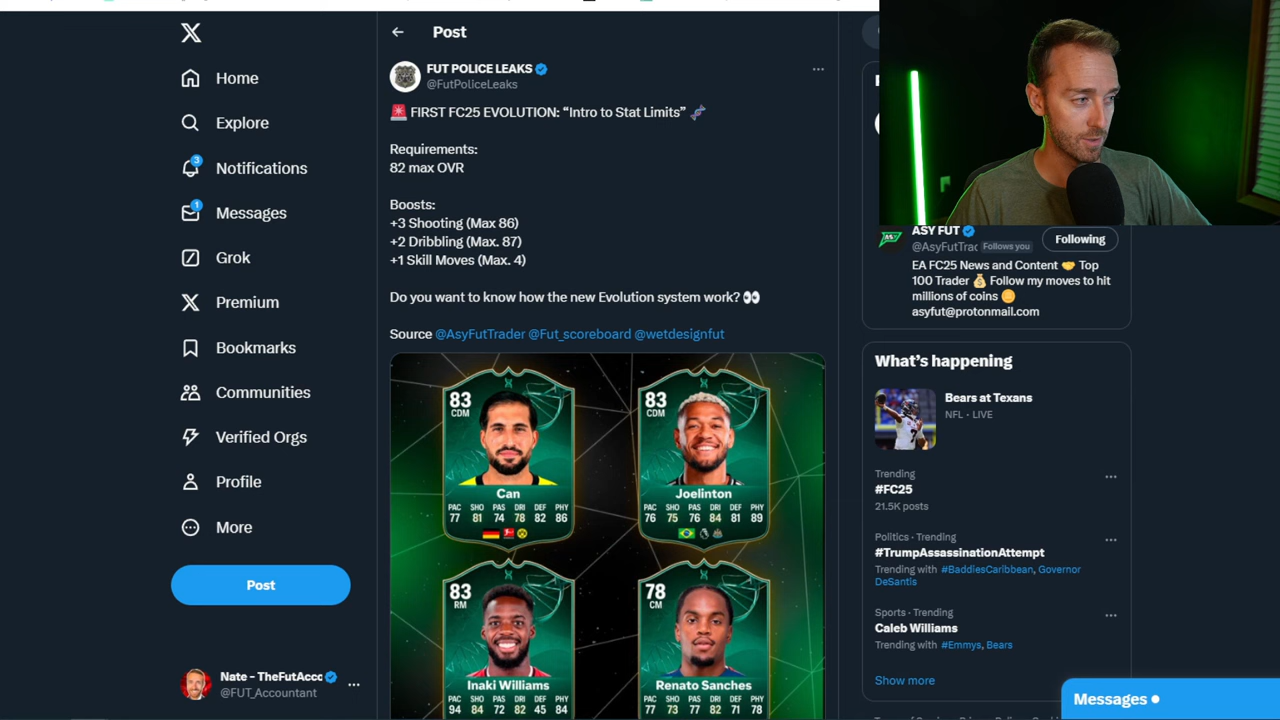 Home
Explore
3
Notifications
1
Messages
Grok
Premium
Bookmarks
Communities
Verified Orgs
Profile
More
Post
Nate - TheFutAcco
@FUT_Accountant
Post
FUT POLICE LEAKS
@FutPoliceLeaks
🚨 FIRST FC25 EVOLUTION: “Intro to Stat Limits” 🧬
Requirements:
82 max OVR
Boosts:
+3 Shooting (Max 86)
+2 Dribbling (Max. 87)
+1 Skill Moves (Max. 4)
Do you want to know how the new Evolution system work? 👀
Source @AsyFutTrader @Fut_scoreboard @wetdesignfut
83
CDM
Can
PAC SHO PAS DRI DEF PHY
77 81 74 78 82 86
83
CDM
Joelinton
PAC SHO PAS DRI DEF PHY
76 75 76 84 81 89
83
RM
Inaki Williams
PAC SHO PAS DRI DEF PHY
94 84 72 82 45 84
78
CM
Renato Sanches
PAC SHO PAS DRI DEF PHY
77 73 77 82 71 78
ASY FUT
@AsyFutTrac Follows you
Following
EA FC25 News and Content 🤝 Top
100 Trader 💰 Follow my moves to hit
millions of coins 🪙
asyfut@protonmail.com
What’s happening
Bears at Texans
NFL · LIVE
Trending
#FC25
21.5K posts
Politics · Trending
#TrumpAssassinationAttempt
Trending with #BaddiesCaribbean, Governor
DeSantis
Sports · Trending
Caleb Williams
Trending with #Emmys, Bears
Show more
Messages